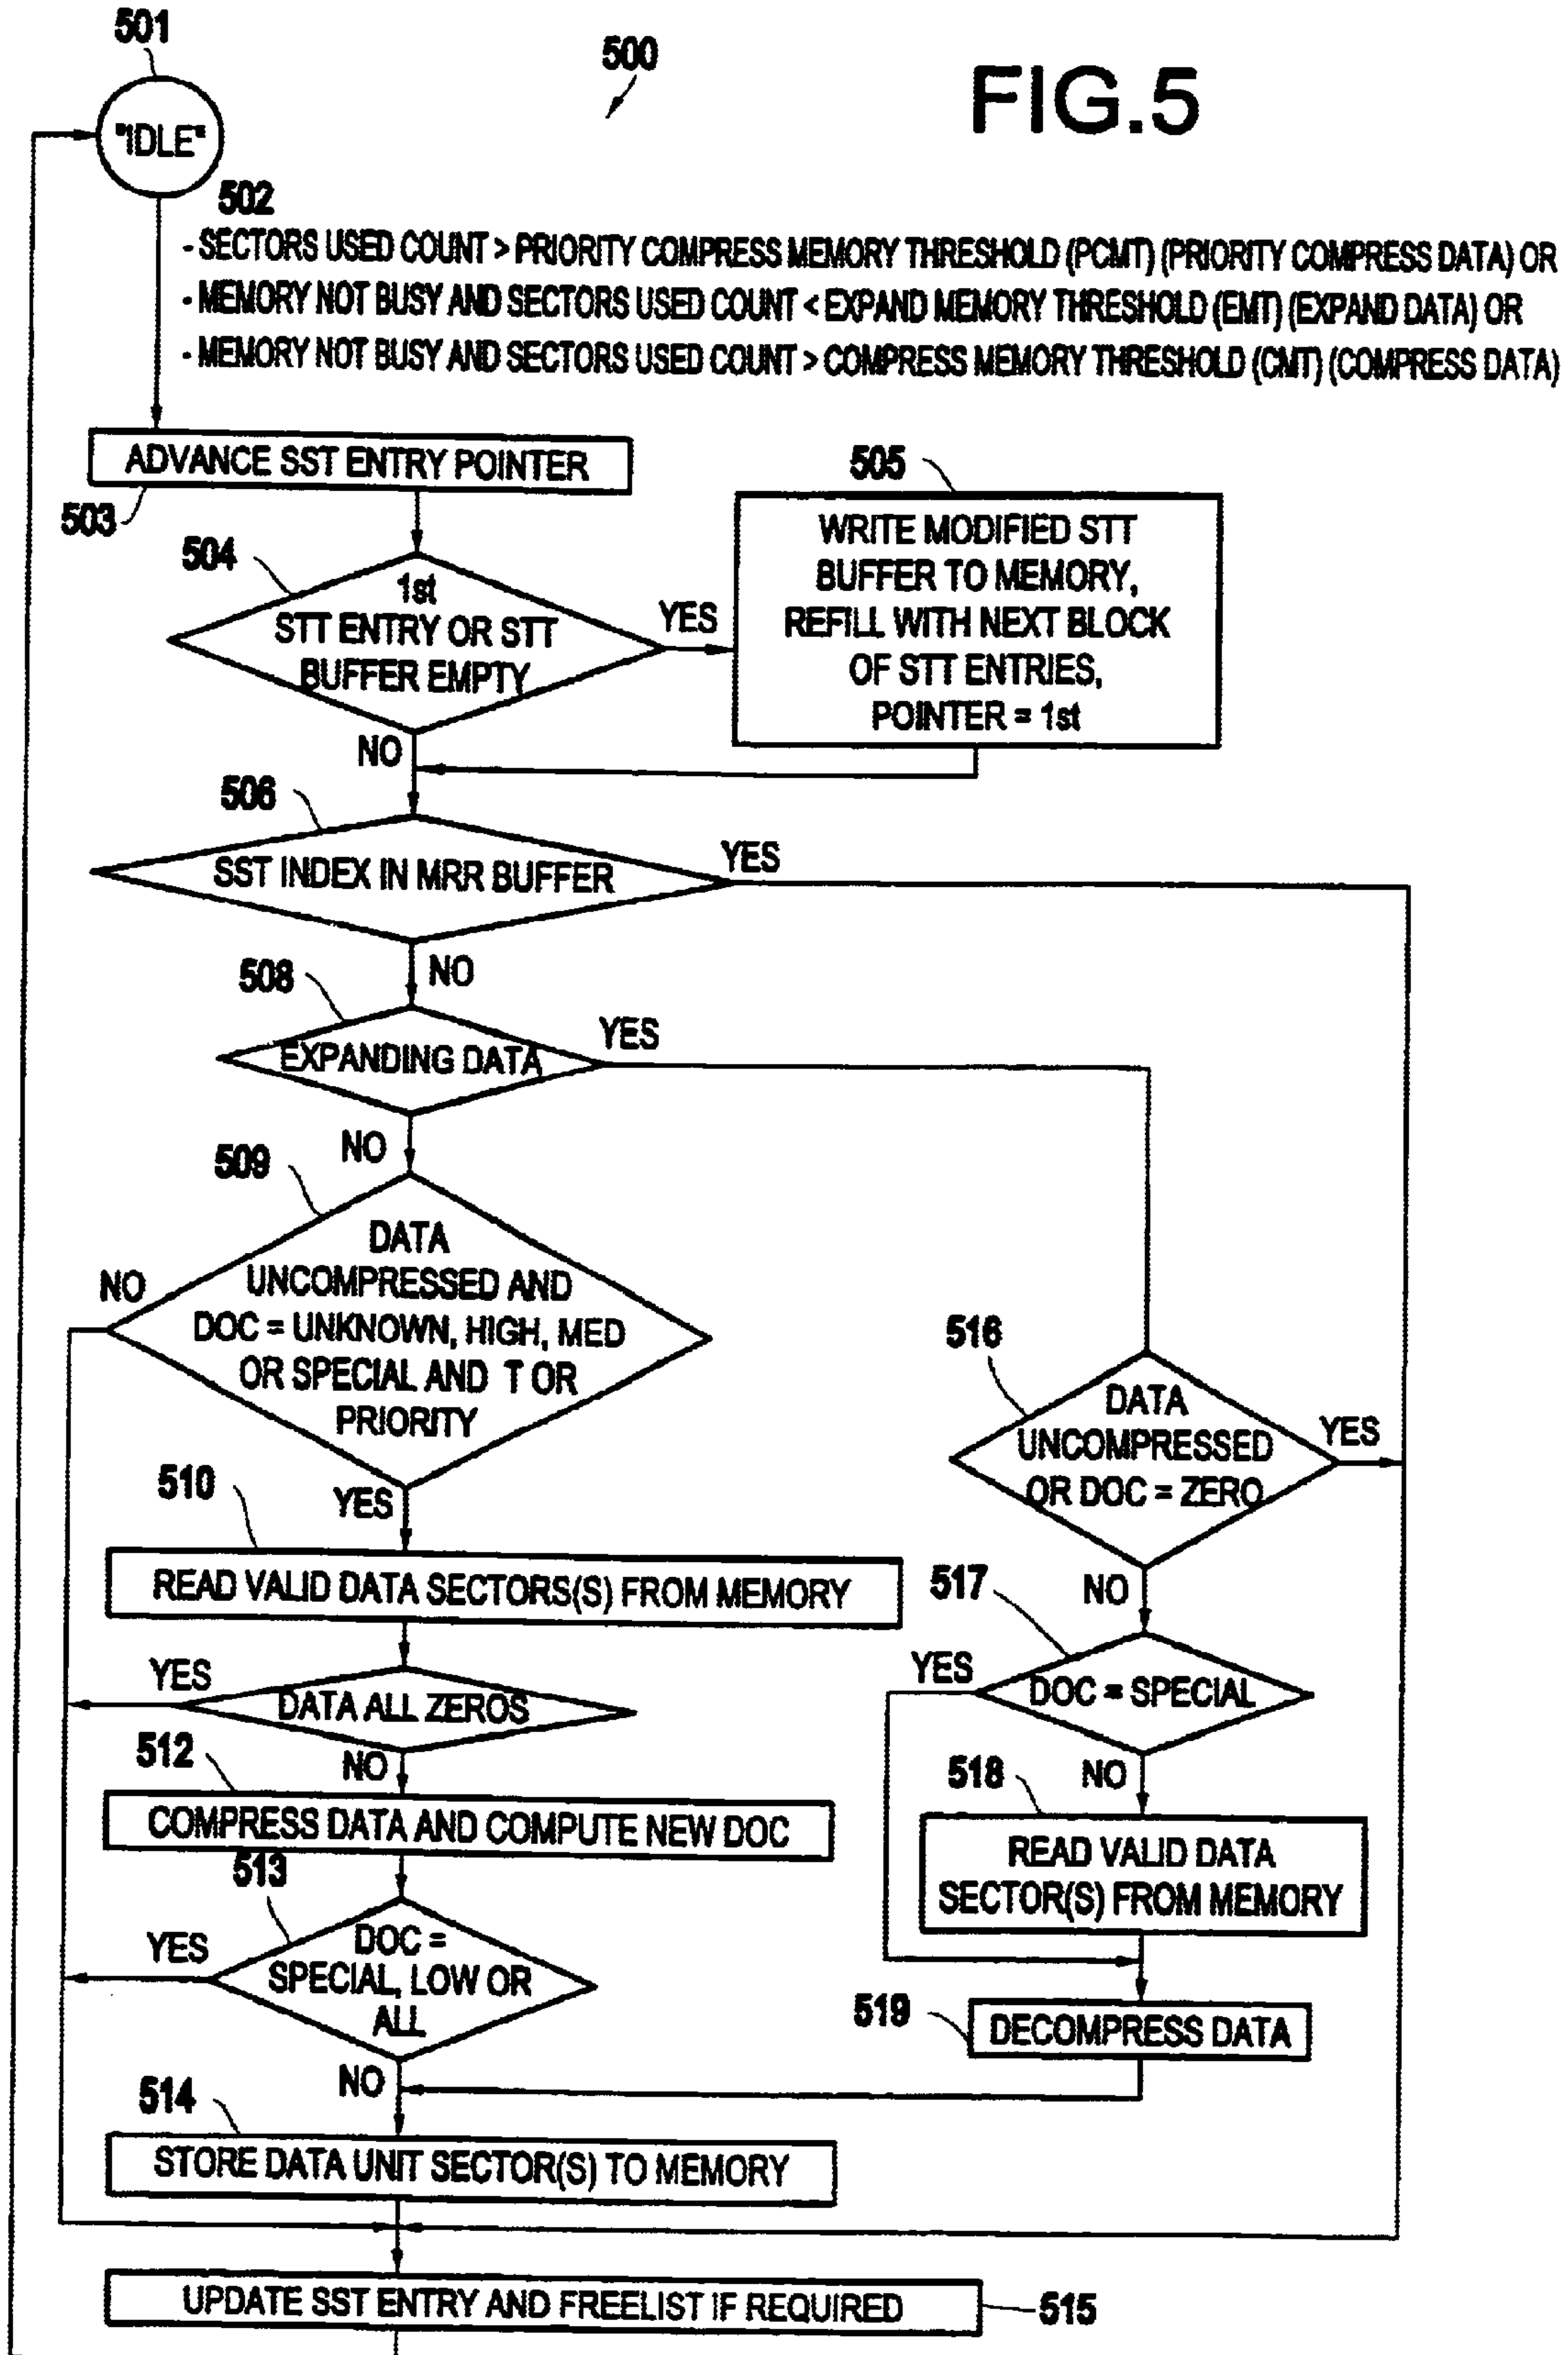 501
500
FIG.5
"IDLE"
502
- SECTORS USED COUNT > PRIORITY COMPRESS MEMORY THRESHOLD (PCMT) (PRIORITY COMPRESS DATA) OR
- MEMORY NOT BUSY AND SECTORS USED COUNT < EXPAND MEMORY THRESHOLD (EMT) (EXPAND DATA) OR
- MEMORY NOT BUSY AND SECTORS USED COUNT > COMPRESS MEMORY THRESHOLD (CMT) (COMPRESS DATA)
ADVANCE SST ENTRY POINTER
503
504
1st
STT ENTRY OR STT
BUFFER EMPTY
YES
NO
505
WRITE MODIFIED STT
BUFFER TO MEMORY,
REFILL WITH NEXT BLOCK
OF STT ENTRIES,
POINTER = 1st
506
SST INDEX IN MRR BUFFER
YES
NO
508
EXPANDING DATA
YES
NO
509
DATA
UNCOMPRESSED AND
DOC = UNKNOWN, HIGH, MED
OR SPECIAL AND T OR
PRIORITY
NO
YES
510
READ VALID DATA SECTORS(S) FROM MEMORY
YES
DATA ALL ZEROS
NO
512
COMPRESS DATA AND COMPUTE NEW DOC
513
YES
DOC =
SPECIAL, LOW OR
ALL
NO
516
DATA
UNCOMPRESSED
OR DOC = ZERO
YES
NO
517
YES
DOC = SPECIAL
NO
518
READ VALID DATA
SECTOR(S) FROM MEMORY
519
DECOMPRESS DATA
514
STORE DATA UNIT SECTOR(S) TO MEMORY
UPDATE SST ENTRY AND FREELIST IF REQUIRED
515